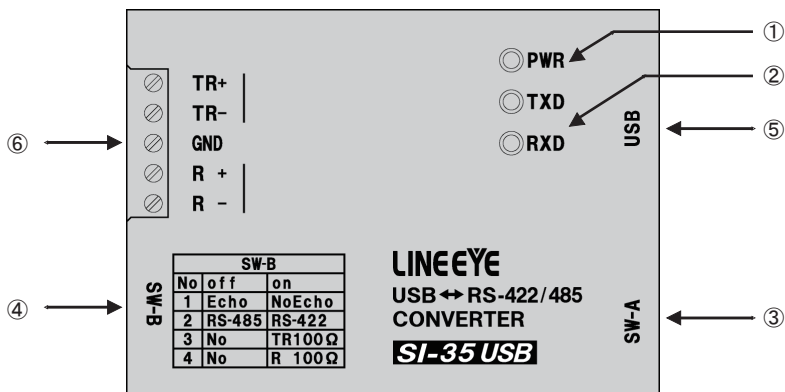 ①
PWR
②
TR+
TXD
TR-
⑥
GND
RXD
USB
⑤
R +
R -
SW-B
No off on
1 Echo NoEcho
2 RS-485 RS-422
3 No TR100Ω
4 No R 100Ω
④
SW-B
LINEEYE
USB↔RS-422/485
CONVERTER
SI-35 USB
SW-A
③